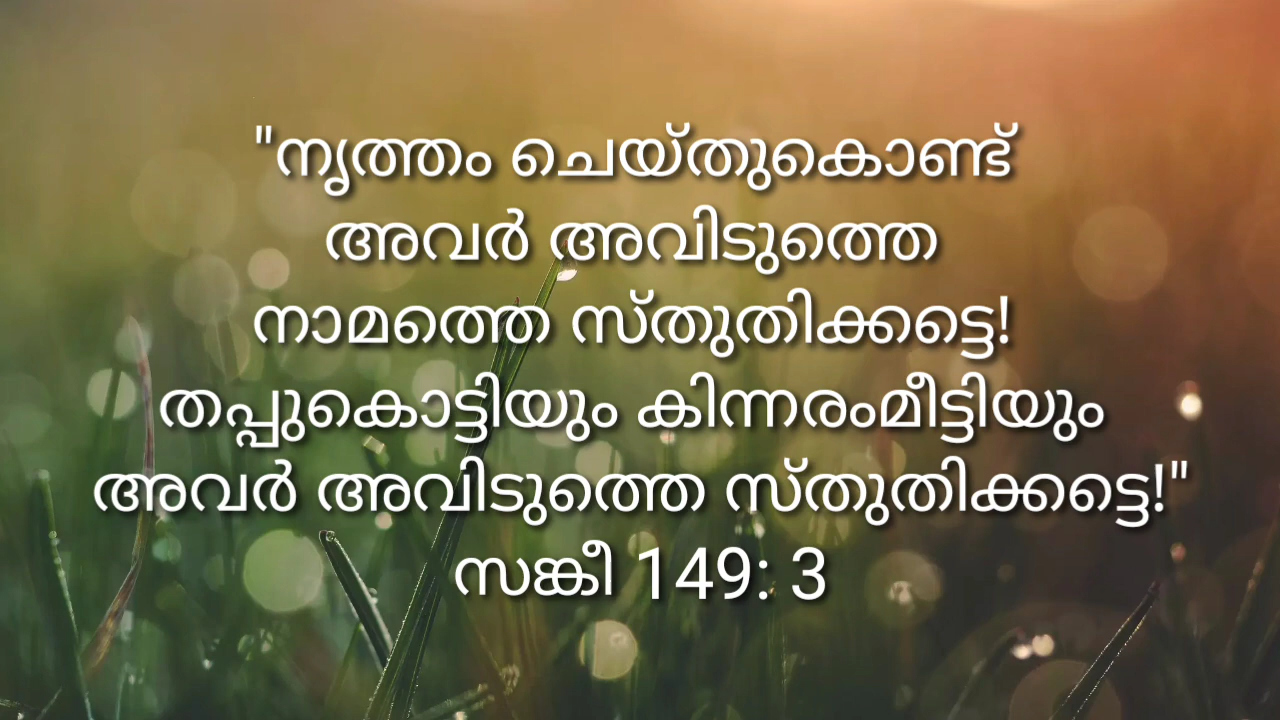 "നൃത്തം ചെയ്തുകൊണ്ട്
അവർ അവിടുത്തെ
നാമത്തെ സ്തുതിക്കട്ടെ!
തപ്പുകൊട്ടിയും കിന്നരംമീട്ടിയും
അവർ അവിടുത്തെ സ്തുതിക്കട്ടെ!"
സങ്കീ 149: 3